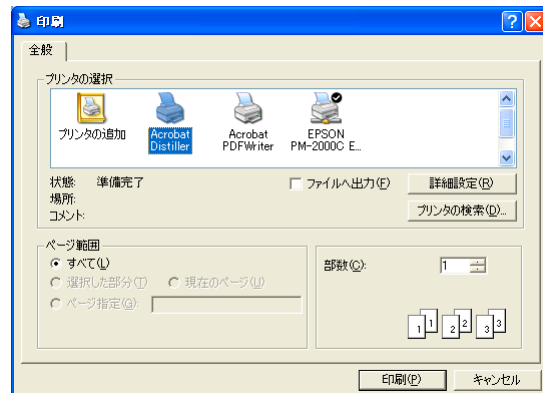 印刷
全般
プリンタの選択
プリンタの追加
Acrobat
Distiller
Acrobat
PDFWriter
EPSON
PM-2000C E...
状態: 準備完了
場所:
コメント:
ファイルへ出力(F)
詳細設定(R)
プリンタの検索(D)...
ページ範囲
すべて(L)
選択した部分(T) 現在のページ(U)
ページ指定(G):
部数(C): 1
1 1 2 2 3 3
印刷(P) キャンセル